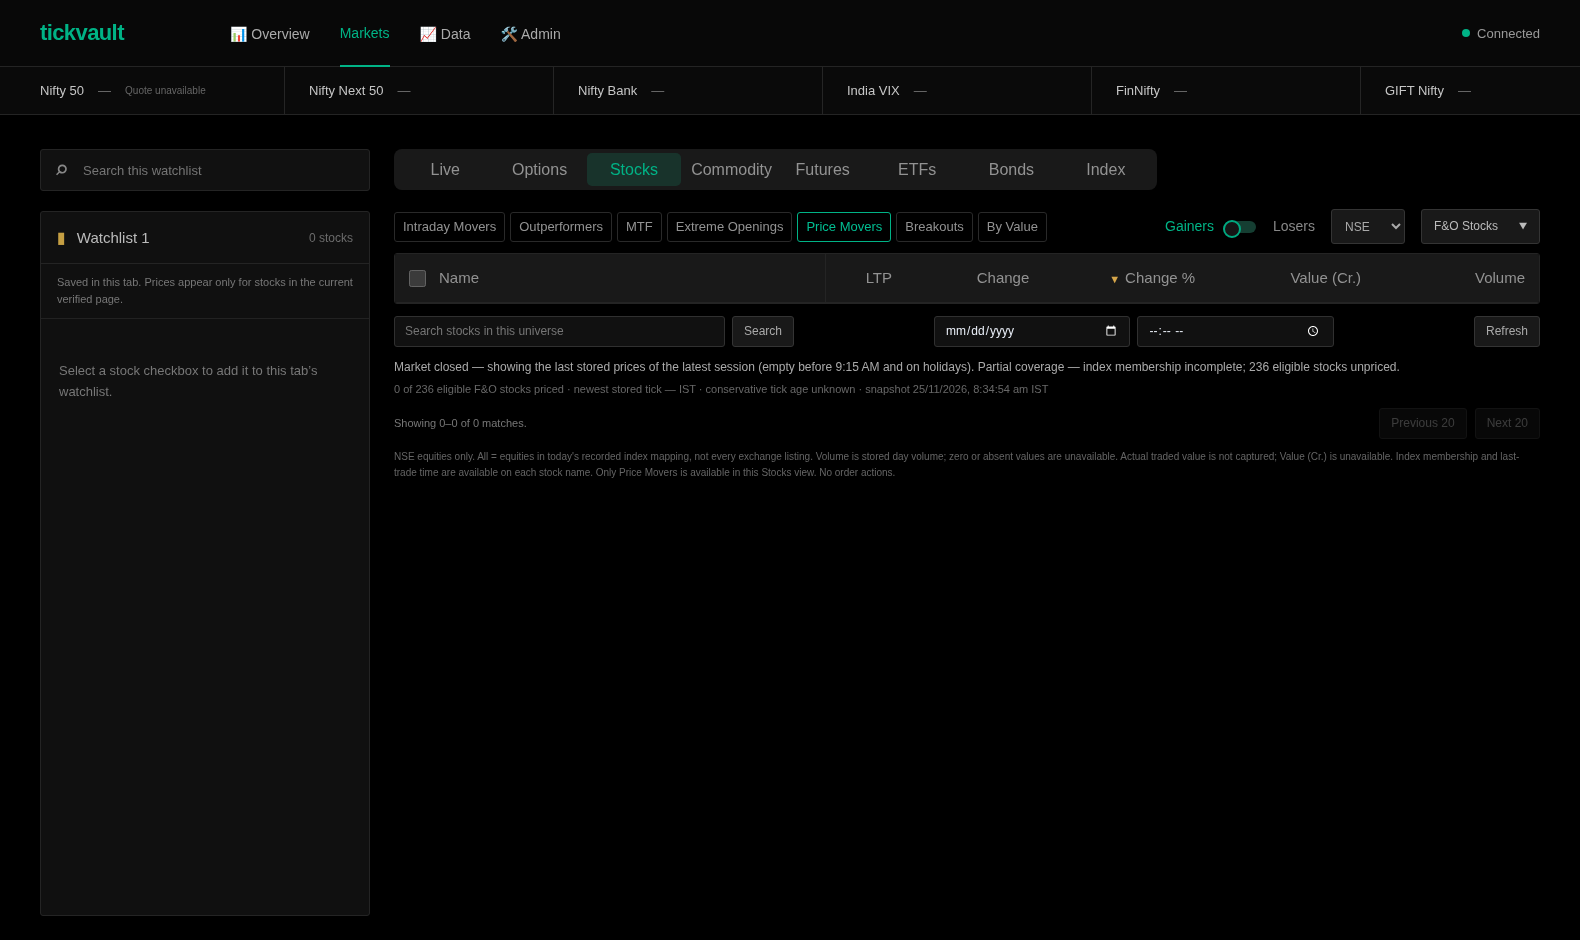 tickvault
📊 Overview
Markets
📈 Data
🛠️ Admin
Connected
Nifty 50 — Quote unavailable
Nifty Next 50 —
Nifty Bank —
India VIX —
FinNifty —
GIFT Nifty —
Search this watchlist
Watchlist 1
0 stocks
Saved in this tab. Prices appear only for stocks in the current
verified page.
Select a stock checkbox to add it to this tab's
watchlist.
Live
Options
Stocks
Commodity
Futures
ETFs
Bonds
Index
Intraday Movers
Outperformers
MTF
Extreme Openings
Price Movers
Breakouts
By Value
Gainers
Losers
NSE
F&O Stocks ▼
Name
LTP
Change
▼ Change %
Value (Cr.)
Volume
Search stocks in this universe
Search
mm/dd/yyyy
--:-- --
Refresh
Market closed — showing the last stored prices of the latest session (empty before 9:15 AM and on holidays). Partial coverage — index membership incomplete; 236 eligible stocks unpriced.
0 of 236 eligible F&O stocks priced · newest stored tick — IST · conservative tick age unknown · snapshot 25/11/2026, 8:34:54 am IST
Showing 0–0 of 0 matches.
Previous 20
Next 20
NSE equities only. All = equities in today's recorded index mapping, not every exchange listing. Volume is stored day volume; zero or absent values are unavailable. Actual traded value is not captured; Value (Cr.) is unavailable. Index membership and last-
trade time are available on each stock name. Only Price Movers is available in this Stocks view. No order actions.